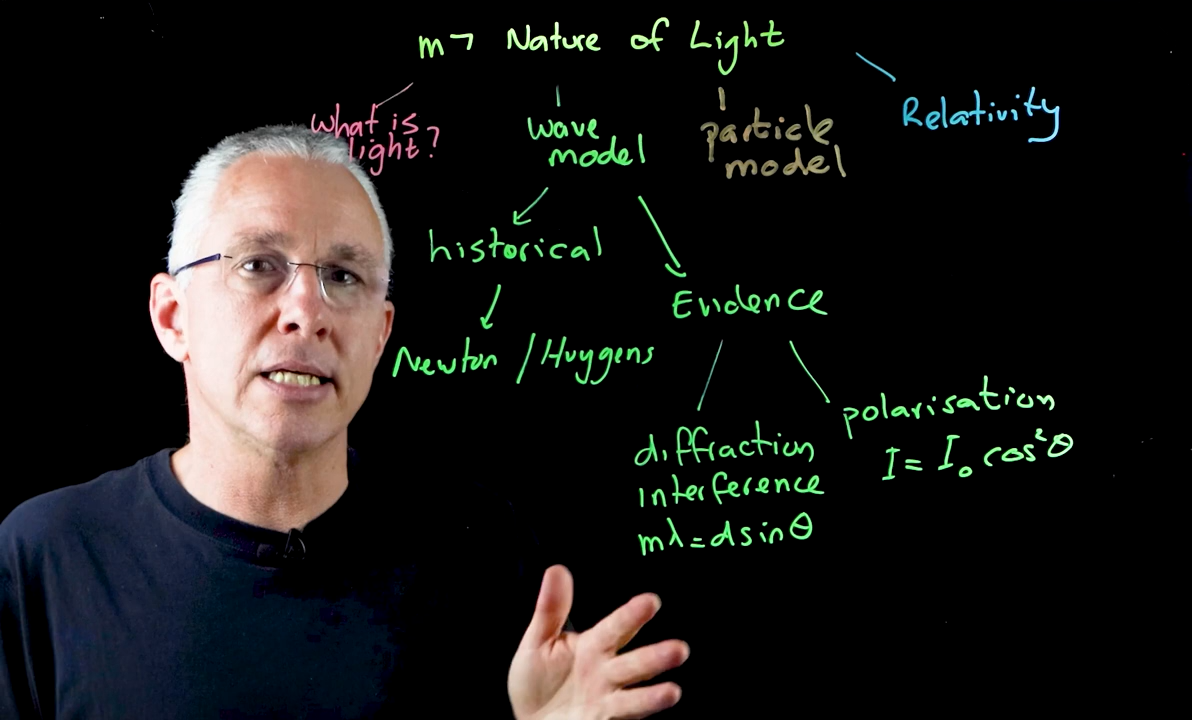 m7 Nature of Light
what is
light?
wave
model
particle
model
Relativity
historical
Evidence
Newton / Huygens
diffraction
interference
mλ = d sin θ
polarisation
I = I₀ cos²θ